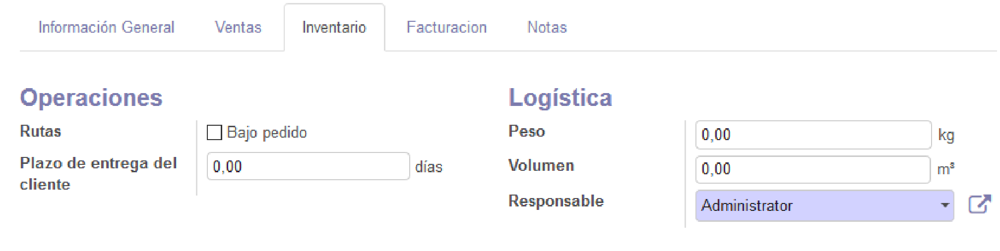 Información General Ventas Inventario Facturacion Notas
Operaciones
Rutas
Bajo pedido
Plazo de entrega del
cliente
0,00 días
Logística
Peso 0,00 kg
Volumen 0,00 m³
Responsable Administrator